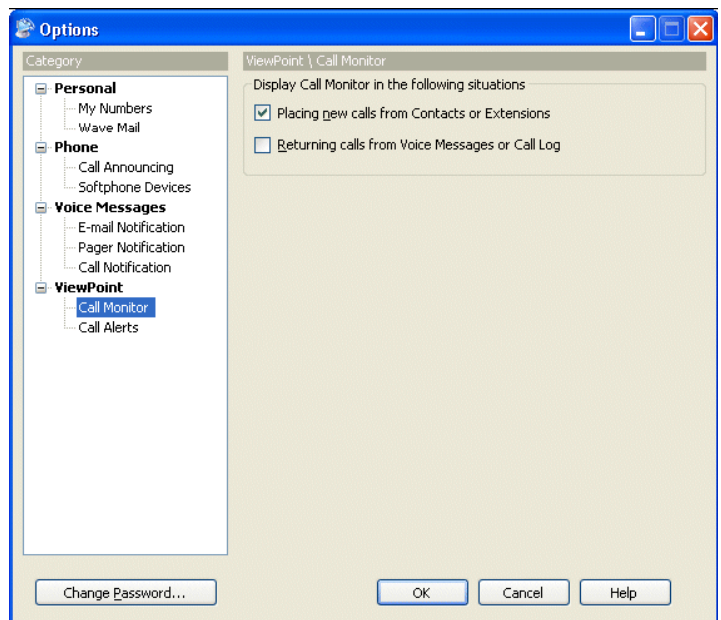 Options
Category
Personal
My Numbers
Wave Mail
Phone
Call Announcing
Softphone Devices
Voice Messages
E-mail Notification
Pager Notification
Call Notification
ViewPoint
Call Monitor
Call Alerts
ViewPoint \ Call Monitor
Display Call Monitor in the following situations
Placing new calls from Contacts or Extensions
Returning calls from Voice Messages or Call Log
Change Password...
OK
Cancel
Help